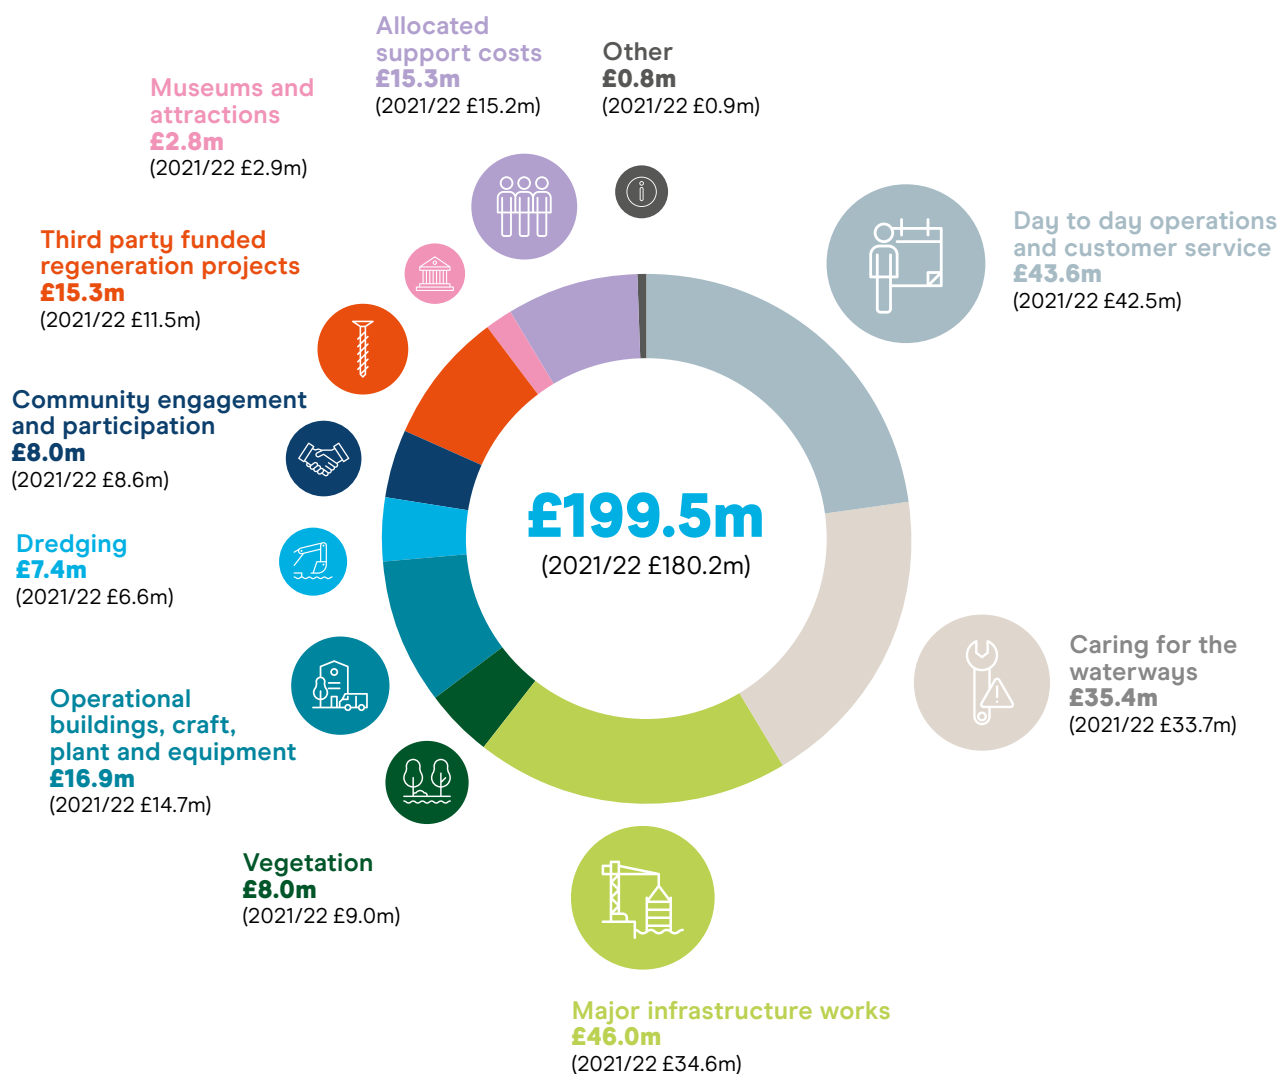 Allocated
support costs
£15.3m
(2021/22 £15.2m)
Other
£0.8m
(2021/22 £0.9m)
Museums and
attractions
£2.8m
(2021/22 £2.9m)
Day to day operations
and customer service
£43.6m
(2021/22 £42.5m)
Third party funded
regeneration projects
£15.3m
(2021/22 £11.5m)
Community engagement
and participation
£8.0m
(2021/22 £8.6m)
£199.5m
(2021/22 £180.2m)
Dredging
£7.4m
(2021/22 £6.6m)
Caring for the
waterways
£35.4m
(2021/22 £33.7m)
Operational
buildings, craft,
plant and equipment
£16.9m
(2021/22 £14.7m)
Vegetation
£8.0m
(2021/22 £9.0m)
Major infrastructure works
£46.0m
(2021/22 £34.6m)